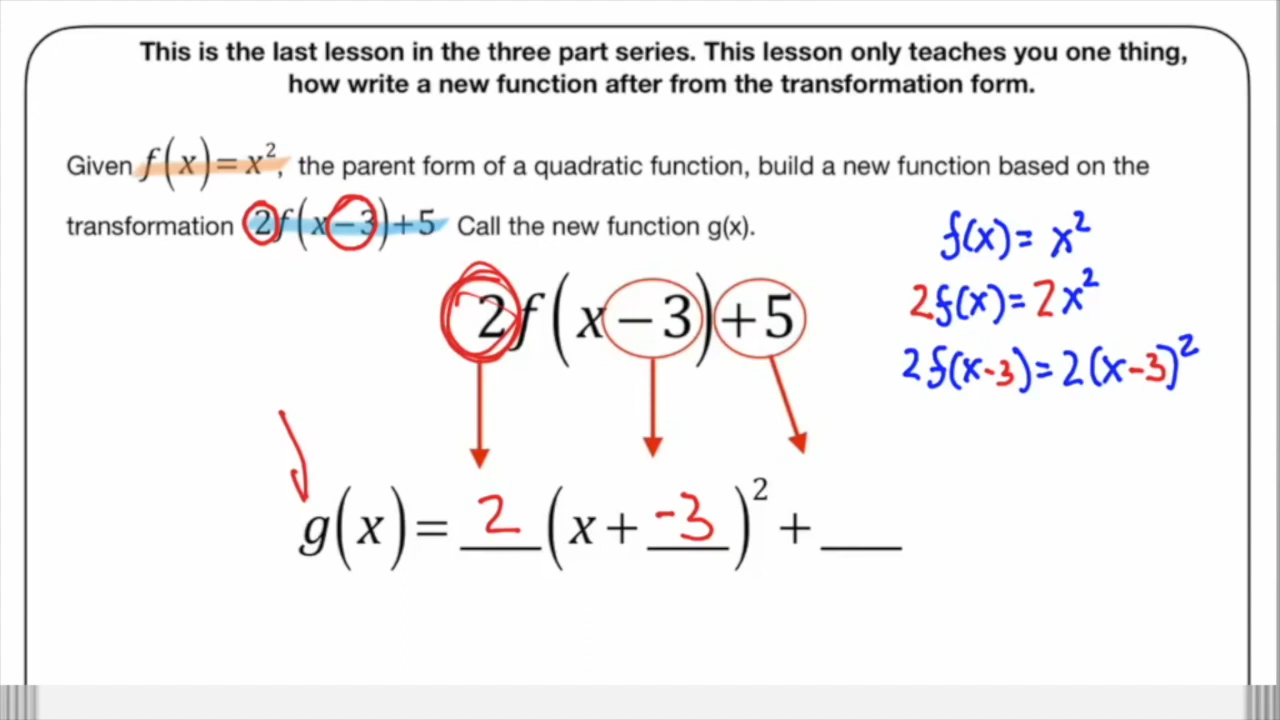 This is the last lesson in the three part series. This lesson only teaches you one thing,
how write a new function after from the transformation form.
Given f(x) = x², the parent form of a quadratic function, build a new function based on the
transformation 2f(x−3)+5 Call the new function g(x).
f(x) = x²
2f(x) = 2x²
2f(x-3) = 2(x-3)²
2f(x−3)+5
g(x) = 2(x + -3)² + ___